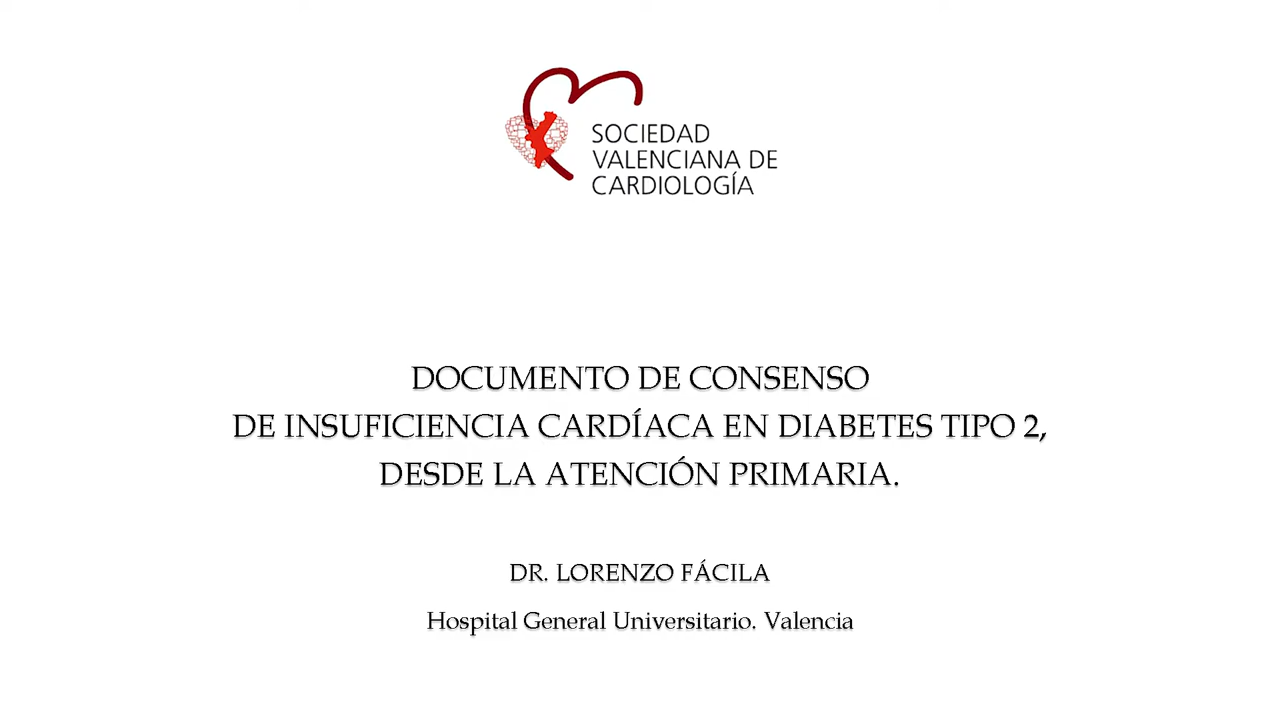 SOCIEDAD
VALENCIANA DE
CARDIOLOGÍA
DOCUMENTO DE CONSENSO
DE INSUFICIENCIA CARDÍACA EN DIABETES TIPO 2,
DESDE LA ATENCIÓN PRIMARIA.
DR. LORENZO FÁCILA
Hospital General Universitario. Valencia